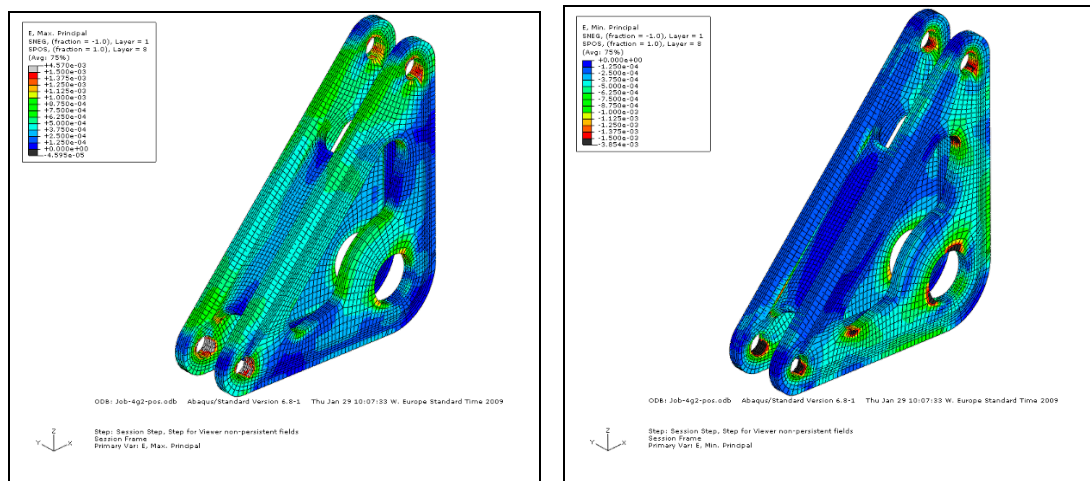 E, Max. Principal
SNEG, (fraction = -1.0), Layer = 1
SPOS, (fraction = 1.0), Layer = 8
(Avg: 75%)
+4.570e-03
+1.500e-03
+1.375e-03
+1.250e-03
+1.125e-03
+1.000e-03
+8.750e-04
+7.500e-04
+6.250e-04
+5.000e-04
+3.750e-04
+2.500e-04
+1.250e-04
+0.000e+00
-4.595e-05
ODB: Job-4g2-pos.odb Abaqus/Standard Version 6.8-1 Thu Jan 29 10:07:33 W. Europe Standard Time 2009
Z
Y X
Step: Session Step, Step for Viewer non-persistent fields
Session Frame
Primary Var: E, Max. Principal
E, Min. Principal
SNEG, (fraction = -1.0), Layer = 1
SPOS, (fraction = 1.0), Layer = 8
(Avg: 75%)
+0.000e+00
-1.250e-04
-2.500e-04
-3.750e-04
-5.000e-04
-6.250e-04
-7.500e-04
-8.750e-04
-1.000e-03
-1.125e-03
-1.250e-03
-1.375e-03
-1.500e-03
-3.854e-03
ODB: Job-4g2-pos.odb Abaqus/Standard Version 6.8-1 Thu Jan 29 10:07:33 W. Europe Standard Time 2009
Z
Y X
Step: Session Step, Step for Viewer non-persistent fields
Session Frame
Primary Var: E, Min. Principal